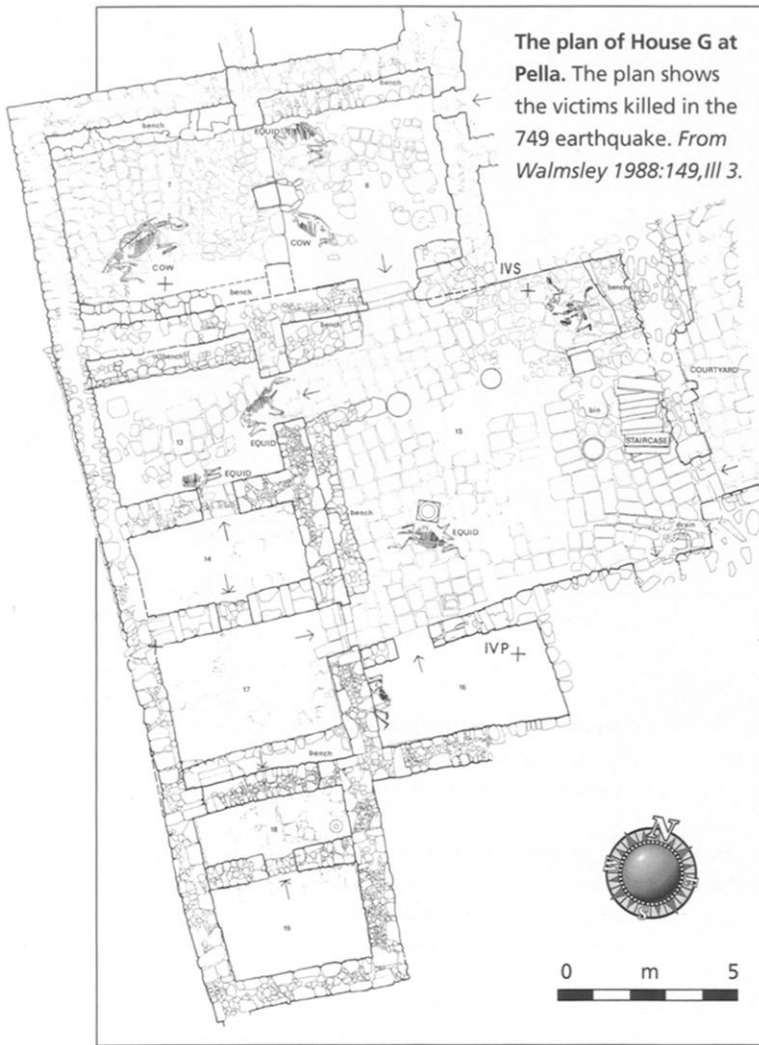 The plan of House G at
Pella. The plan shows
the victims killed in the
749 earthquake. From
Walmsley 1988:149,Ill 3.
bench
bench
EQUID
7
8
COW
COW
IVS
bench
bench
bench
bench
COURTYARD
bin
15
STAIRCASE
13
EQUID
EQUID
bench
EQUID
drain
14
IVP
17
16
bench
18
19
N
W
E
S
0 m 5